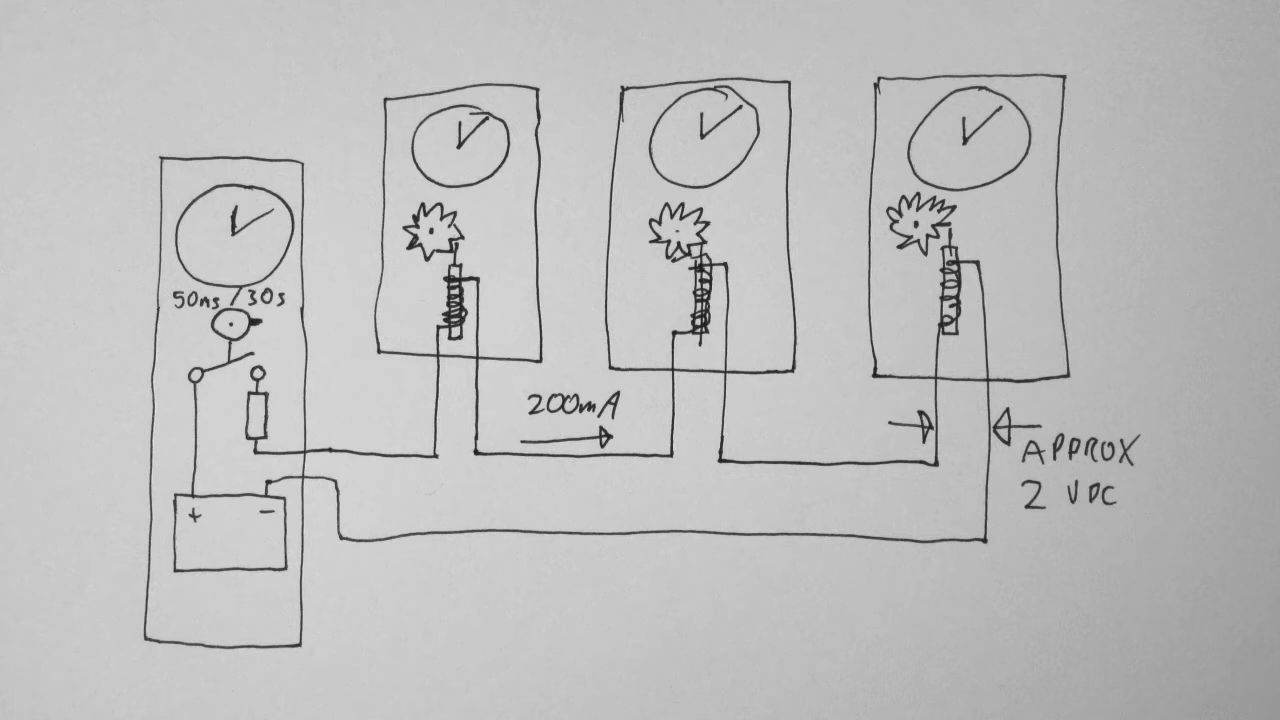 50ms / 30s
200mA
APPROX
2 VDC
+ -